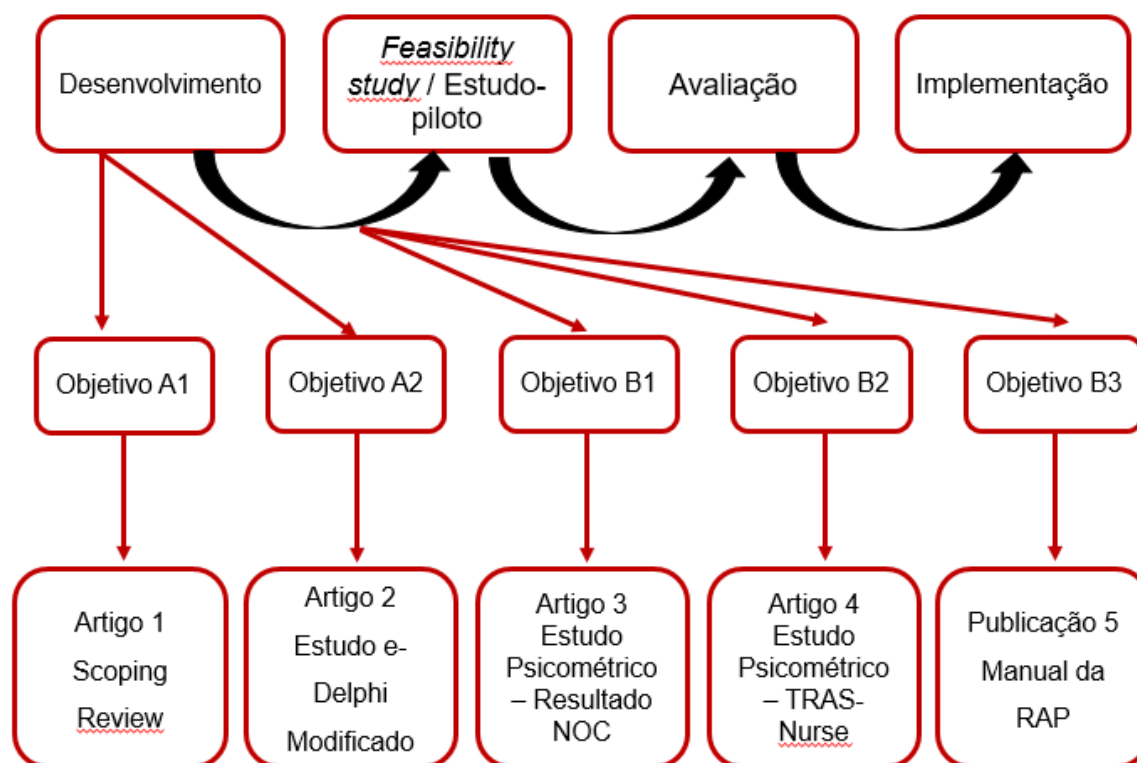 Desenvolvimento
Feasibility
study / Estudo-
piloto
Avaliação
Implementação
Objetivo A1
Objetivo A2
Objetivo B1
Objetivo B2
Objetivo B3
Artigo 1
Scoping
Review
Artigo 2
Estudo e-
Delphi
Modificado
Artigo 3
Estudo
Psicométrico
– Resultado
NOC
Artigo 4
Estudo
Psicométrico
– TRAS-
Nurse
Publicação 5
Manual da
RAP